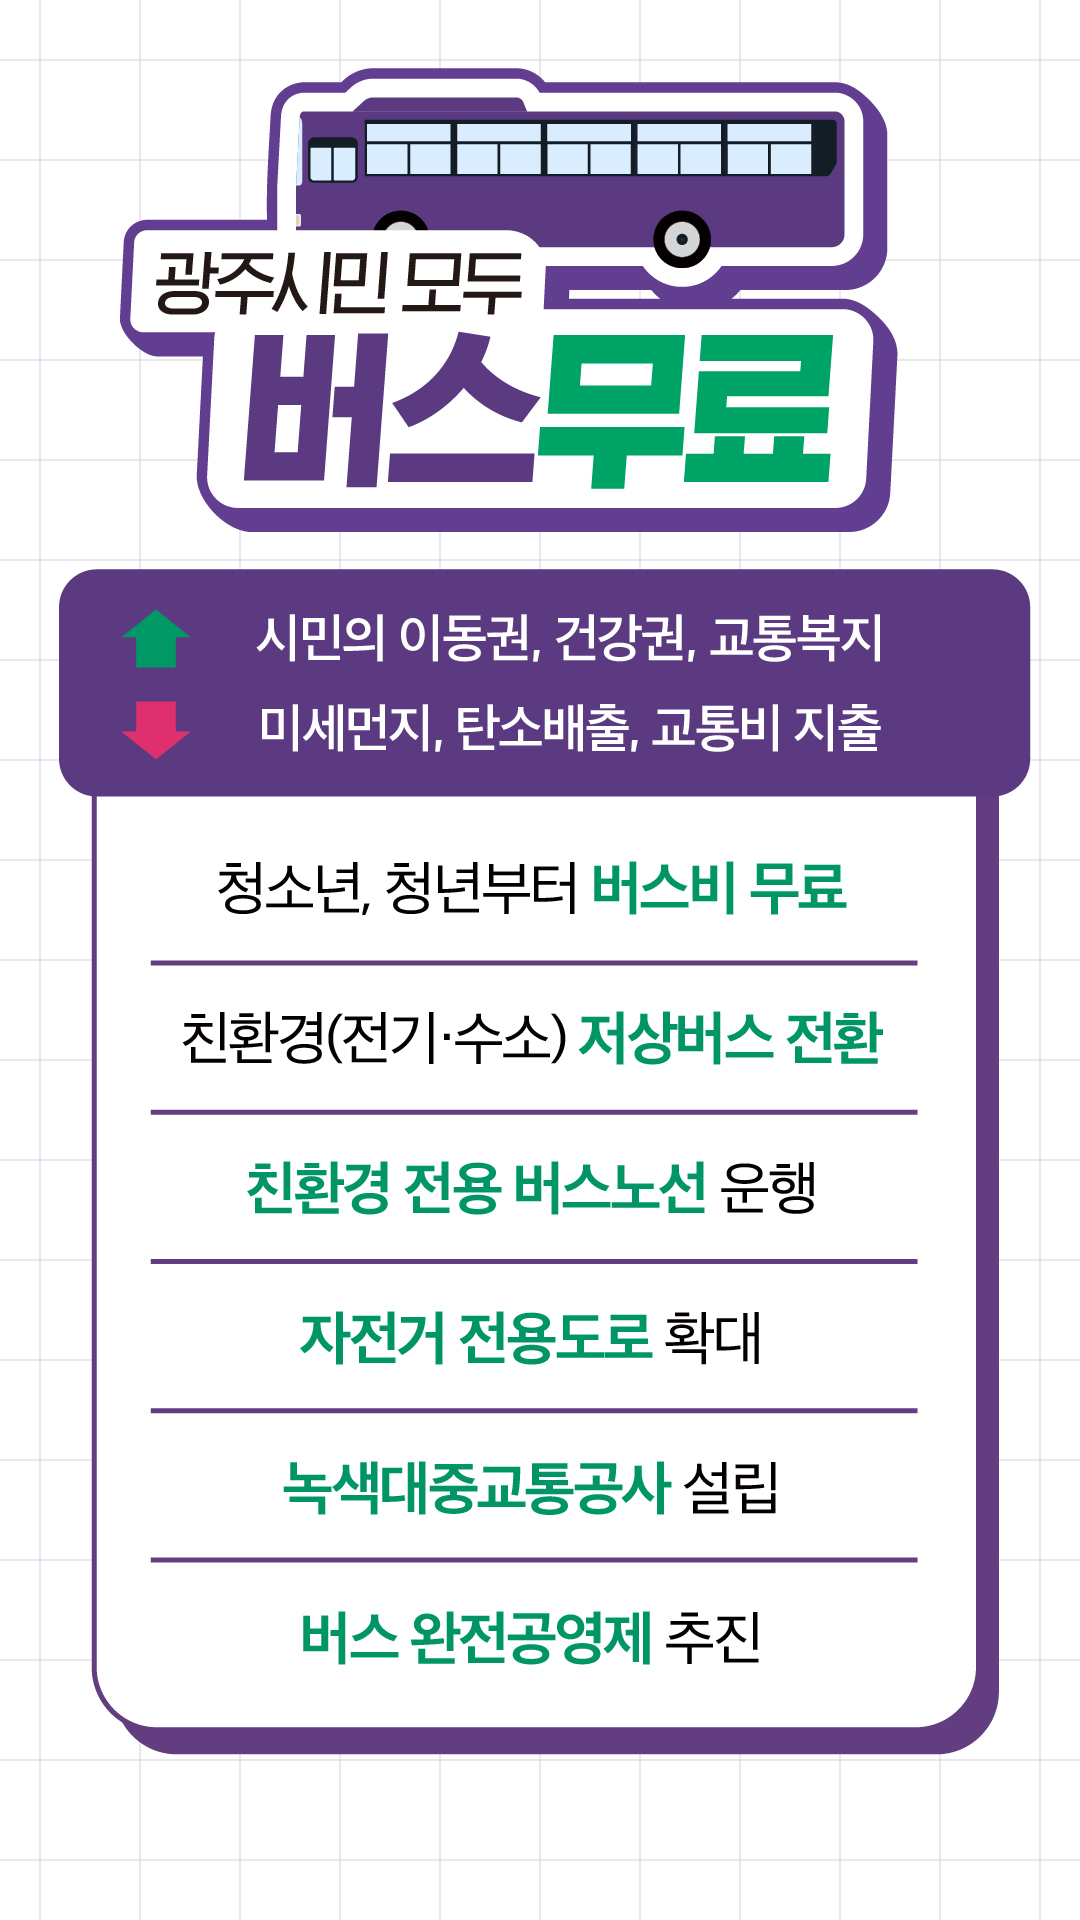 광주시민 모두
버스무료
시민의 이동권, 건강권, 교통복지
미세먼지, 탄소배출, 교통비 지출
청소년, 청년부터 버스비 무료
친환경(전기·수소) 저상버스 전환
친환경 전용 버스노선 운행
자전거 전용도로 확대
녹색대중교통공사 설립
버스 완전공영제 추진